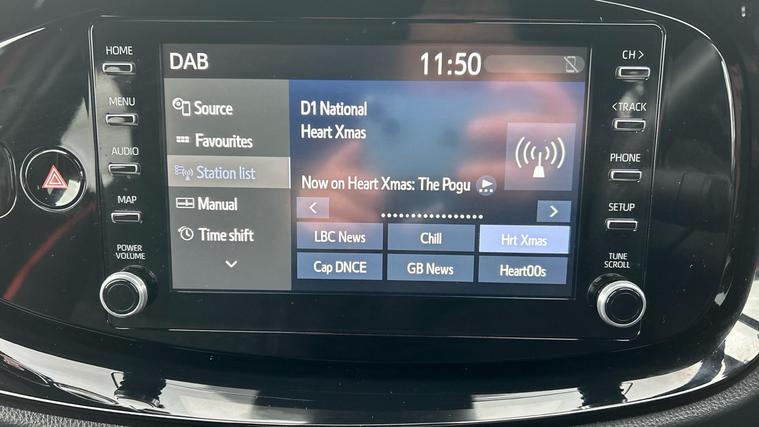 HOME
MENU
AUDIO
MAP
POWER
VOLUME
DAB
11:50
Source
Favourites
Station list
Manual
Time shift
D1 National
Heart Xmas
Now on Heart Xmas: The Pogu
LBC News
Chill
Hrt Xmas
Cap DNCE
GB News
Heart00s
CH >
< TRACK
PHONE
SETUP
TUNE
SCROLL